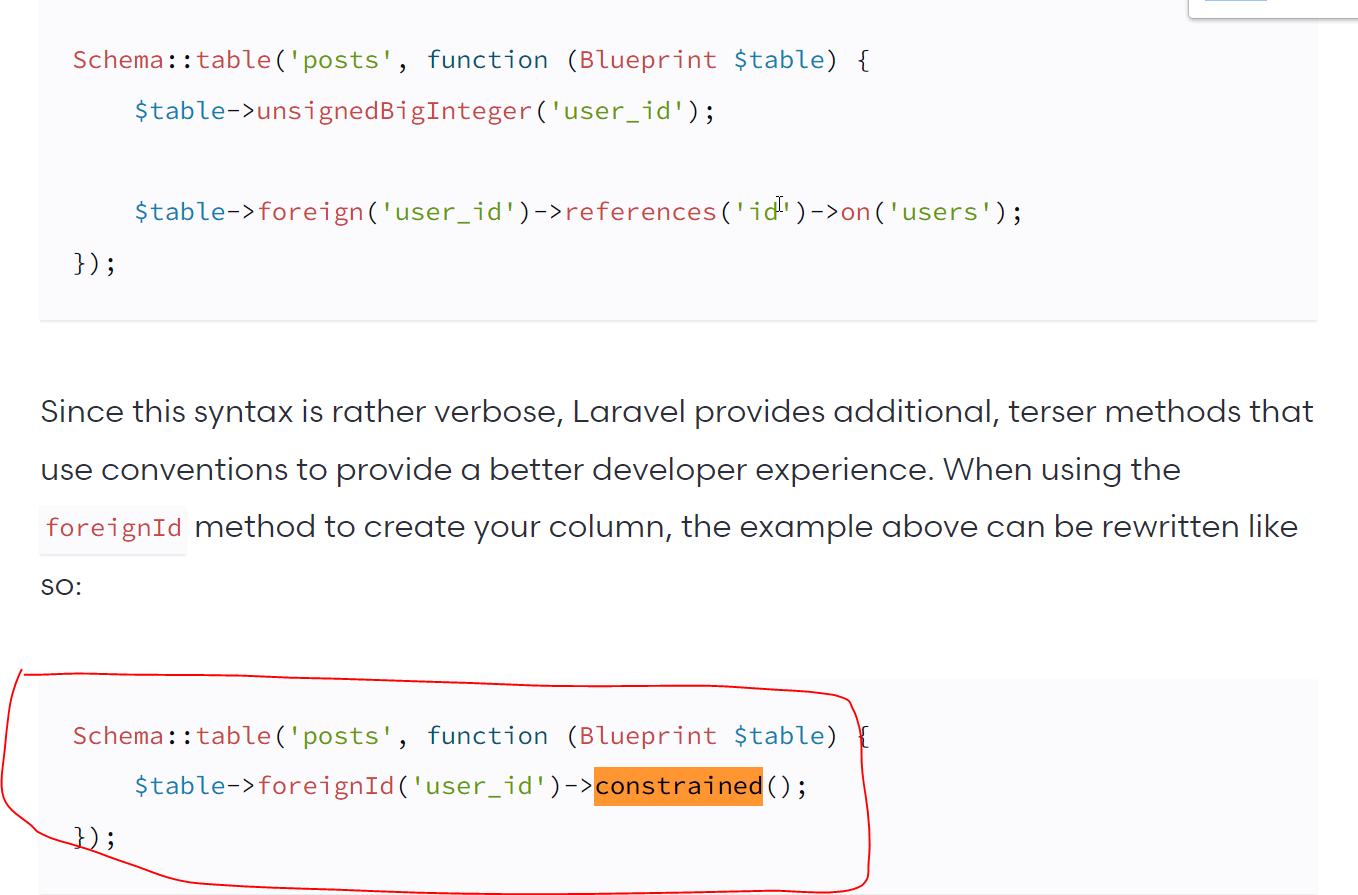 Schema::table('posts', function (Blueprint $table) {
$table->unsignedBigInteger('user_id');
$table->foreign('user_id')->references('id')->on('users');
});
Since this syntax is rather verbose, Laravel provides additional, terser methods that
use conventions to provide a better developer experience. When using the
foreignId method to create your column, the example above can be rewritten like
so:
Schema::table('posts', function (Blueprint $table) {
$table->foreignId('user_id')->constrained();
});